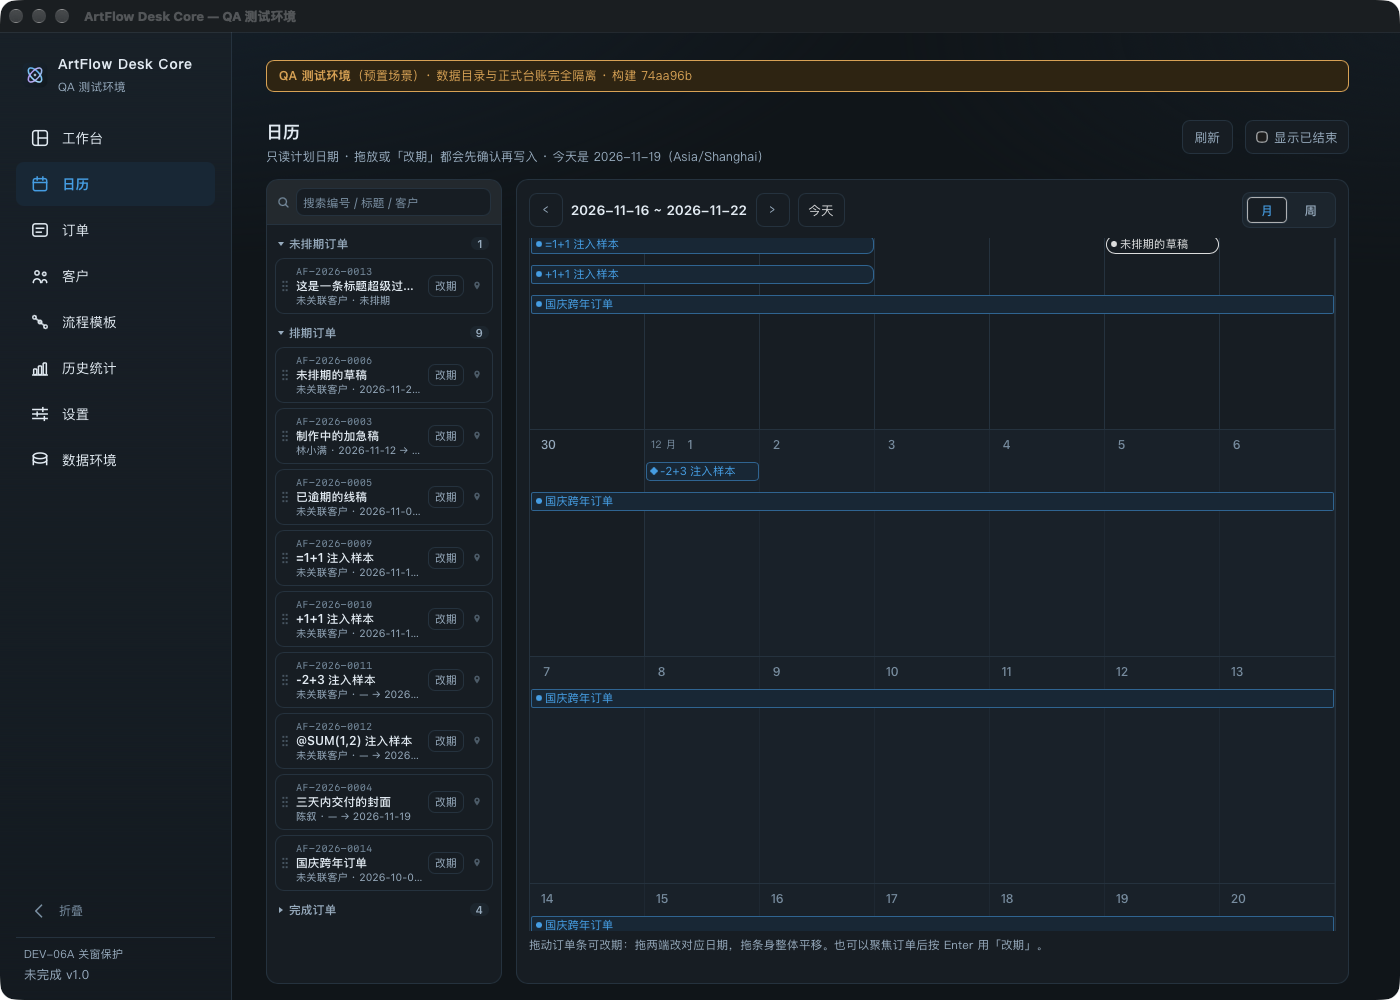 ArtFlow Desk Core — QA 测试环境
ArtFlow Desk Core
QA 测试环境
工作台
日历
订单
客户
流程模板
历史统计
设置
数据环境
折叠
DEV-06A 关窗保护
未完成 v1.0
QA 测试环境（预置场景）· 数据目录与正式台账完全隔离 · 构建 74aa96b
日历
只读计划日期 · 拖放或「改期」都会先确认再写入 · 今天是 2026-11-19（Asia/Shanghai）
刷新
显示已结束
搜索编号 / 标题 / 客户
未排期订单 1
AF-2026-0013
这是一条标题超级过... 改期
未关联客户 · 未排期
排期订单 9
AF-2026-0006
未排期的草稿 改期
未关联客户 · 2026-11-2...
AF-2026-0003
制作中的加急稿 改期
林小满 · 2026-11-12 → ...
AF-2026-0005
已逾期的线稿 改期
未关联客户 · 2026-11-0...
AF-2026-0009
=1+1 注入样本 改期
未关联客户 · 2026-11-1...
AF-2026-0010
+1+1 注入样本 改期
未关联客户 · 2026-11-1...
AF-2026-0011
-2+3 注入样本 改期
未关联客户 · — → 2026...
AF-2026-0012
@SUM(1,2) 注入样本 改期
未关联客户 · — → 2026...
AF-2026-0004
三天内交付的封面 改期
陈叙 · — → 2026-11-19
AF-2026-0014
国庆跨年订单 改期
未关联客户 · 2026-10-0...
完成订单 4
< 2026-11-16 ~ 2026-11-22 > 今天
月 周
=1+1 注入样本 未排期的草稿
+1+1 注入样本
国庆跨年订单
30 12 月 1 2 3 4 5 6
-2+3 注入样本
国庆跨年订单
7 8 9 10 11 12 13
国庆跨年订单
14 15 16 17 18 19 20
国庆跨年订单
拖动订单条可改期：拖两端改对应日期，拖条身整体平移。也可以聚焦订单后按 Enter 用「改期」。